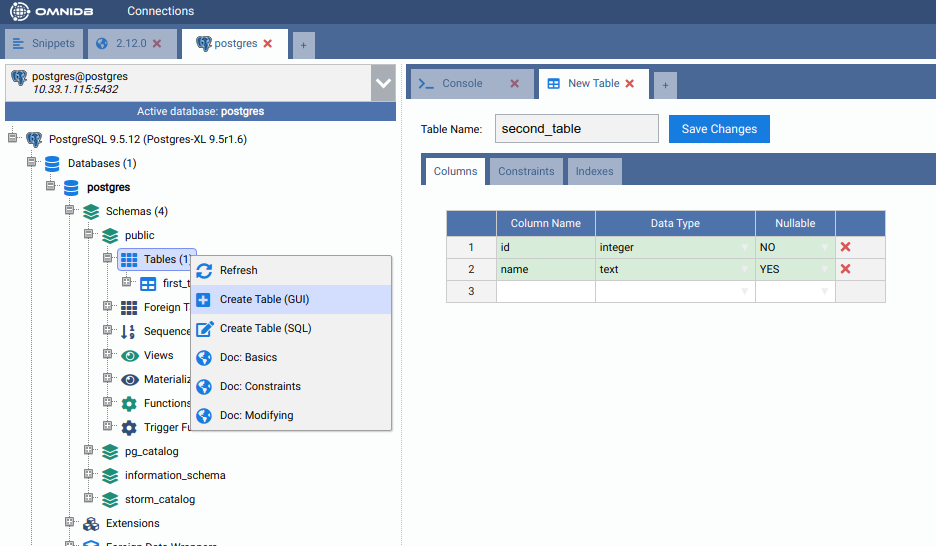 OMNIDB Connections
Snippets 2.12.0 postgres +
postgres@postgres
10.33.1.115:5432
Active database: postgres
PostgreSQL 9.5.12 (Postgres-XL 9.5r1.6)
Databases (1)
postgres
Schemas (4)
public
Tables (1)
first_t
Foreign T
Sequence
Views
Materializ
Functions
Trigger Fu
pg_catalog
information_schema
storm_catalog
Extensions
Foreign Data Wrappers
Refresh
Create Table (GUI)
Create Table (SQL)
Doc: Basics
Doc: Constraints
Doc: Modifying
Console New Table +
Table Name: second_table Save Changes
Columns Constraints Indexes
Column Name Data Type Nullable
1 id integer NO
2 name text YES
3